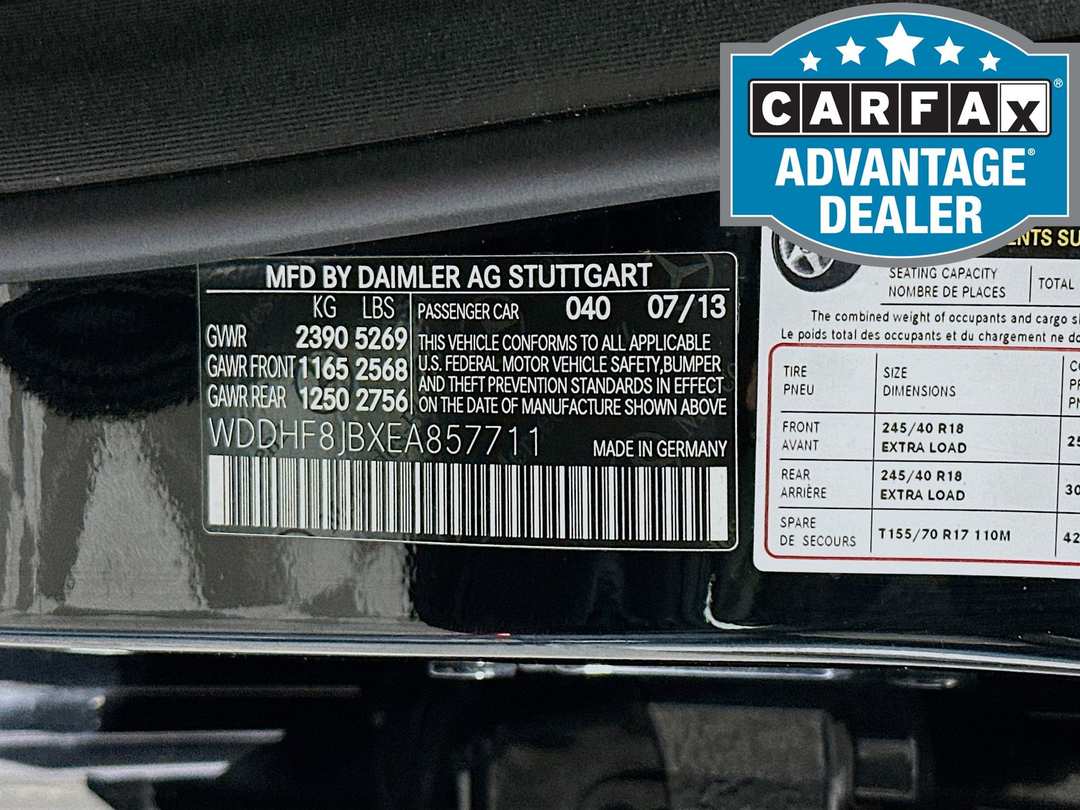 CARFAX®
ADVANTAGE®
DEALER
MFD BY DAIMLER AG STUTTGART
KG LBS PASSENGER CAR 040 07/13
GVWR 2390 5269 THIS VEHICLE CONFORMS TO ALL APPLICABLE
GAWR FRONT 1165 2568 U.S. FEDERAL MOTOR VEHICLE SAFETY,BUMPER
GAWR REAR 1250 2756 AND THEFT PREVENTION STANDARDS IN EFFECT
ON THE DATE OF MANUFACTURE SHOWN ABOVE
WDDHF8JBXEA857711 MADE IN GERMANY
SEATING CAPACITY
NOMBRE DE PLACES
TOTAL
The combined weight of occupants and cargo
Le poids total des occupants et du chargement ne
TIRE SIZE
PNEU DIMENSIONS
FRONT 245/40 R18
AVANT EXTRA LOAD
REAR 245/40 R18
ARRIÈRE EXTRA LOAD
SPARE
DE SECOURS T155/70 R17 110M